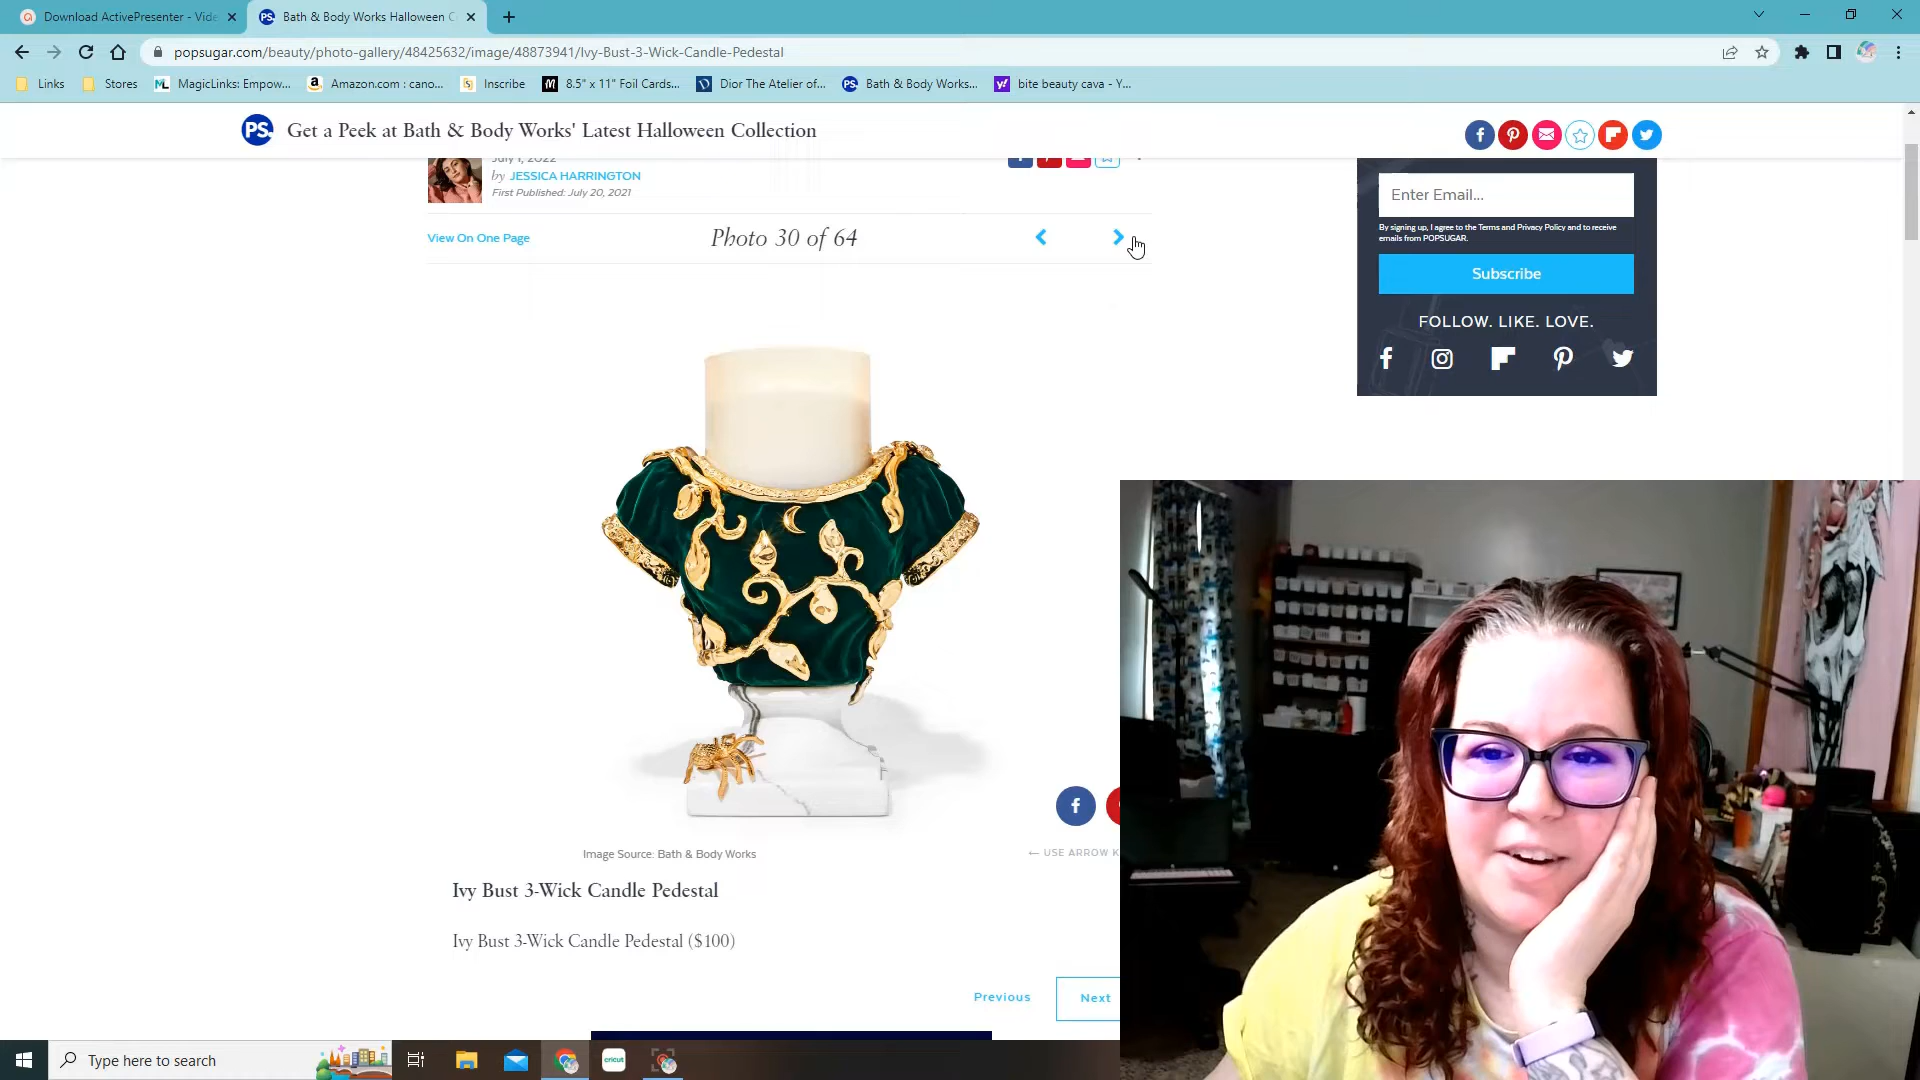 Download ActivePresenter - Vide
Bath & Body Works Halloween C
popsugar.com/beauty/photo-gallery/48425632/image/48873941/Ivy-Bust-3-Wick-Candle-Pedestal
Links
Stores
MagicLinks: Empow...
Amazon.com : cano...
Inscribe
8.5" x 11" Foil Cards...
Dior The Atelier of...
Bath & Body Works...
bite beauty cava - Y...
PS. Get a Peek at Bath & Body Works' Latest Halloween Collection
July 1, 2022
by JESSICA HARRINGTON
First Published: July 20, 2021
View On One Page
Photo 30 of 64
Enter Email...
By signing up, I agree to the Terms and Privacy Policy and to receive
emails from POPSUGAR.
Subscribe
FOLLOW. LIKE. LOVE.
Image Source: Bath & Body Works
← USE ARROW K
Ivy Bust 3-Wick Candle Pedestal
Ivy Bust 3-Wick Candle Pedestal ($100)
Previous
Next
Type here to search
cricut